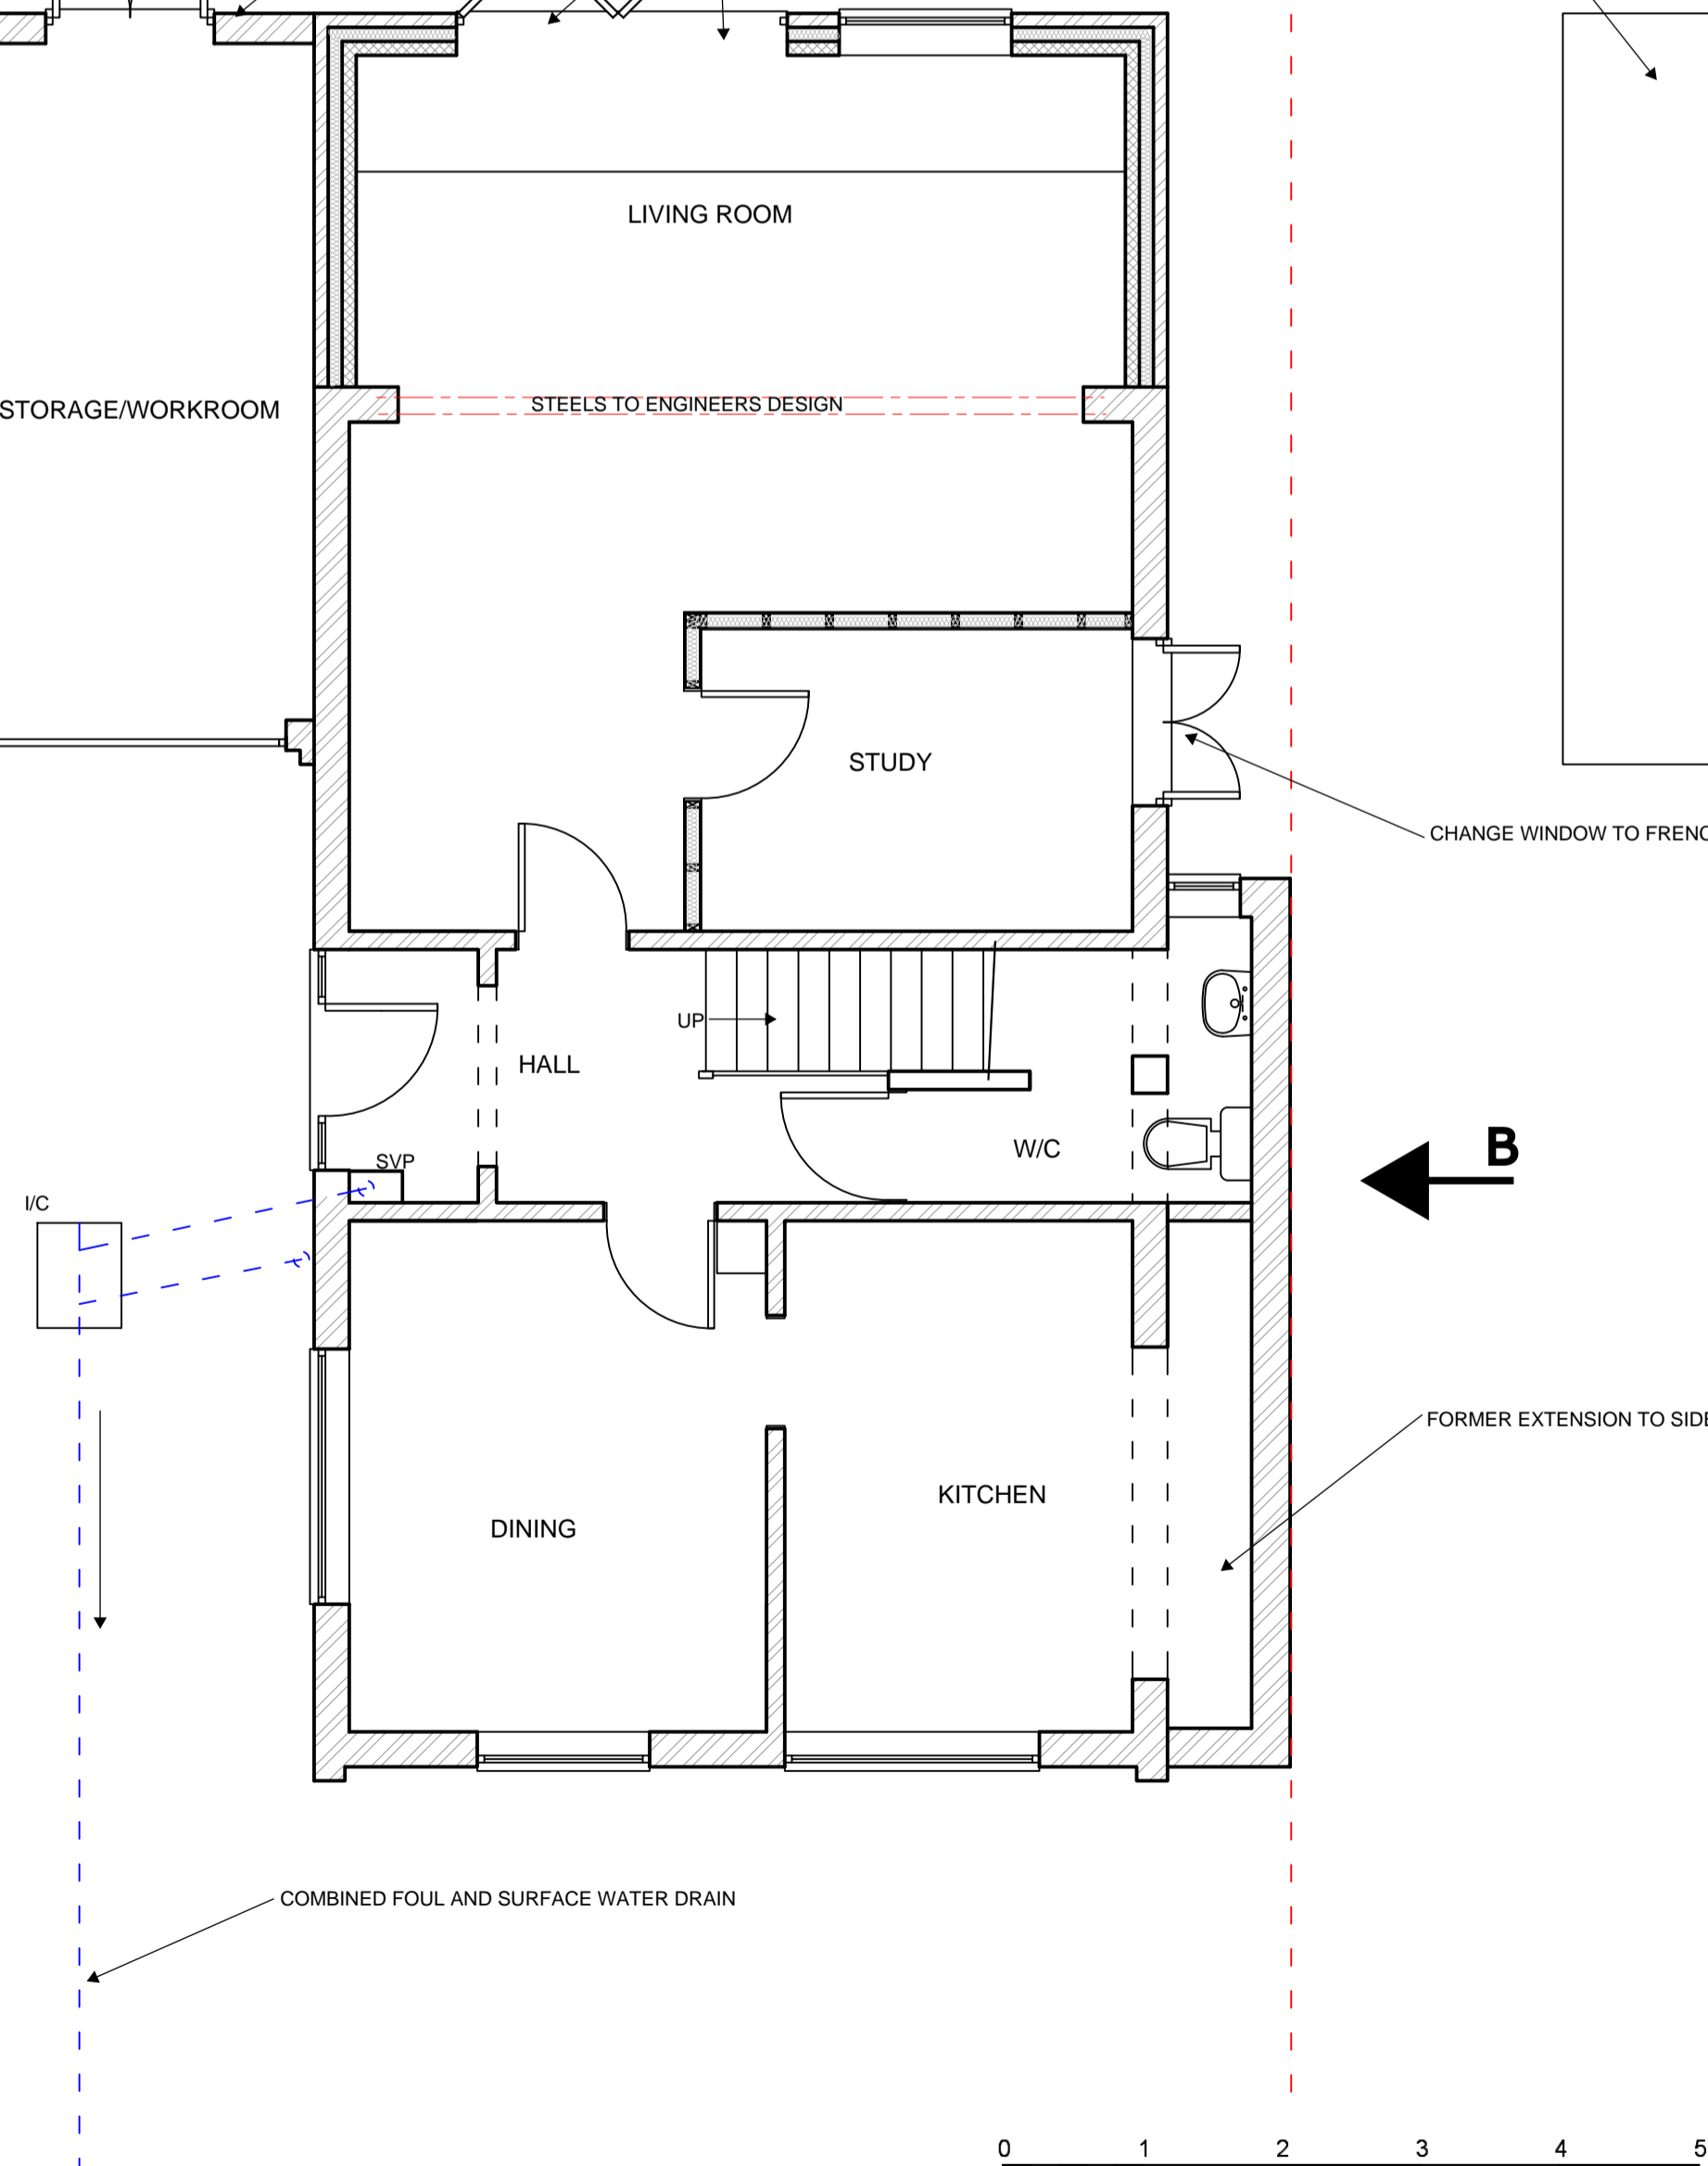 LIVING ROOM
STORAGE/WORKROOM
STEELS TO ENGINEERS DESIGN
STUDY
CHANGE WINDOW TO FRENC
UP
HALL
W/C
B
SVP
I/C
FORMER EXTENSION TO SIDE
KITCHEN
DINING
COMBINED FOUL AND SURFACE WATER DRAIN
0 1 2 3 4 5